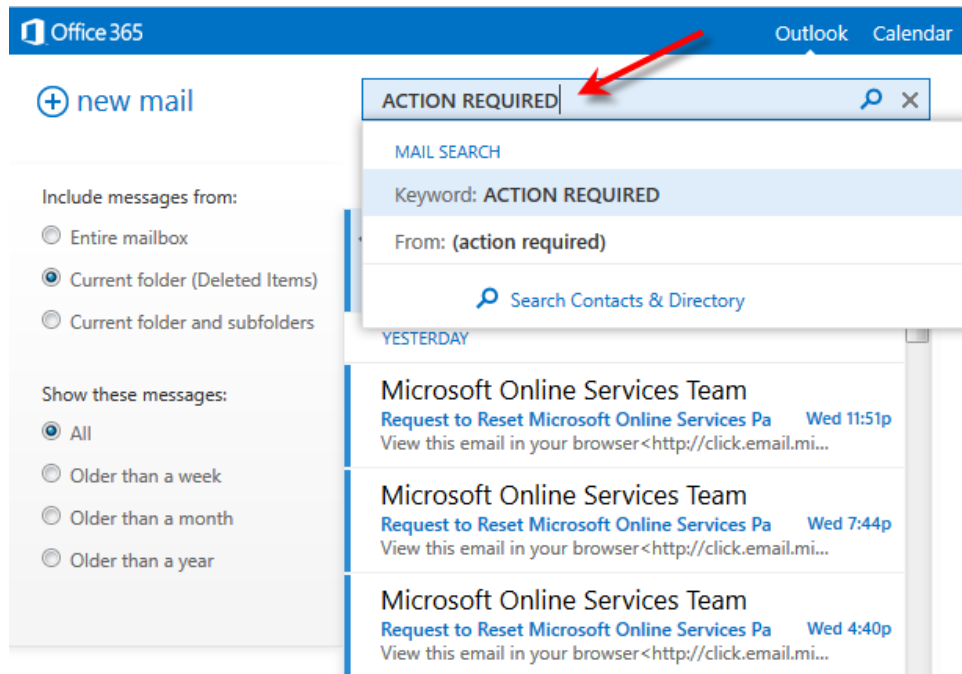 Office 365
Outlook Calendar
new mail
ACTION REQUIRED
MAIL SEARCH
Keyword: ACTION REQUIRED
From: (action required)
Search Contacts & Directory
Include messages from:
Entire mailbox
Current folder (Deleted Items)
Current folder and subfolders
Show these messages:
All
Older than a week
Older than a month
Older than a year
YESTERDAY
Microsoft Online Services Team
Request to Reset Microsoft Online Services Pa Wed 11:51p
View this email in your browser<http://click.email.mi...
Microsoft Online Services Team
Request to Reset Microsoft Online Services Pa Wed 7:44p
View this email in your browser<http://click.email.mi...
Microsoft Online Services Team
Request to Reset Microsoft Online Services Pa Wed 4:40p
View this email in your browser<http://click.email.mi...